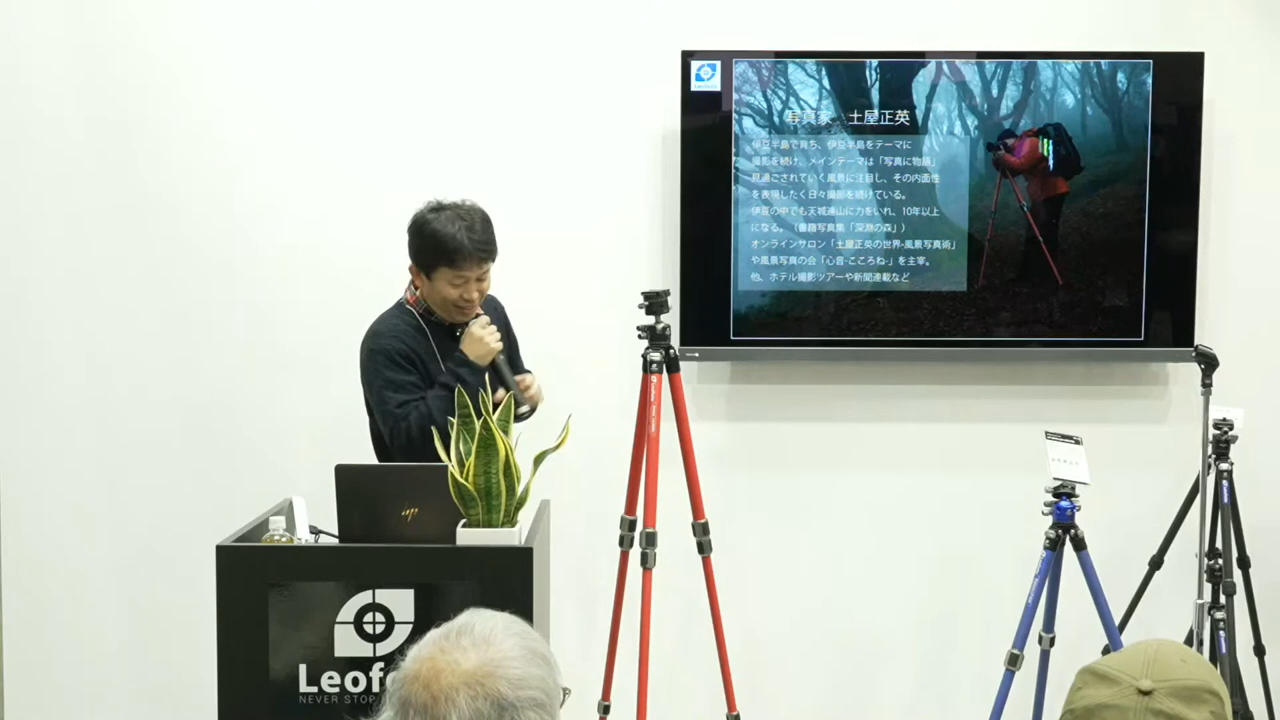 Leofoto
写真家　土屋正英
伊豆半島で育ち、伊豆半島をテーマに
撮影を続け、メインテーマは「写真に物語」
見過ごされていく風景に注目し、その内面性
を表現したく日々撮影を続けている。
伊豆の中でも天城連山に力をいれ、10年以上
になる。（書籍写真集「深淵の森」）
オンラインサロン「土屋正英の世界-風景写真術」
や風景写真の会「心音-こころね-」を主宰。
他、ホテル撮影ツアーや新聞連載など
hp
Leofo
NEVER STOP